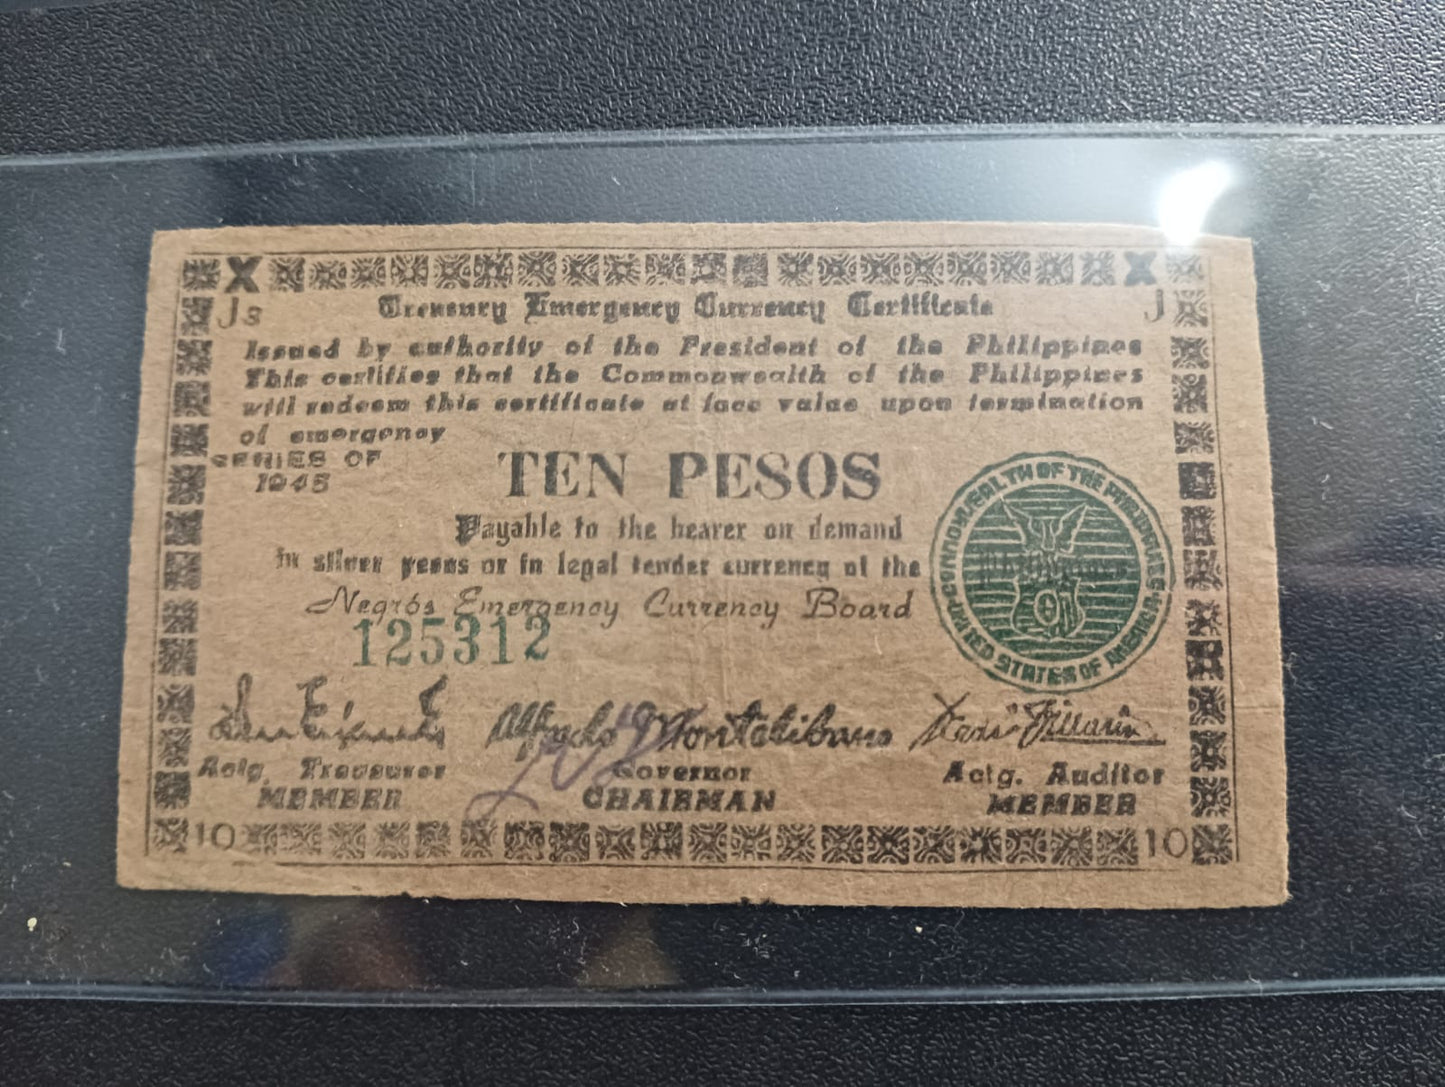 X X
J3 J
Treasury Emergency Currency Certificate
Issued by authority of the President of the Philippines
This certifies that the Commonwealth of the Philippines
will redeem this certificate at face value upon termination
of emergency
SERIES OF
1945
TEN PESOS
Payable to the bearer on demand
in silver pesos or in legal tender currency of the
Negrós Emergency Currency Board
125312
COMMONWEALTH OF THE PHILIPPINES
UNITED STATES OF AMERICA
Alfredo Montelibano
Actg. Treasurer Governor Actg. Auditor
MEMBER CHAIRMAN MEMBER
10 10